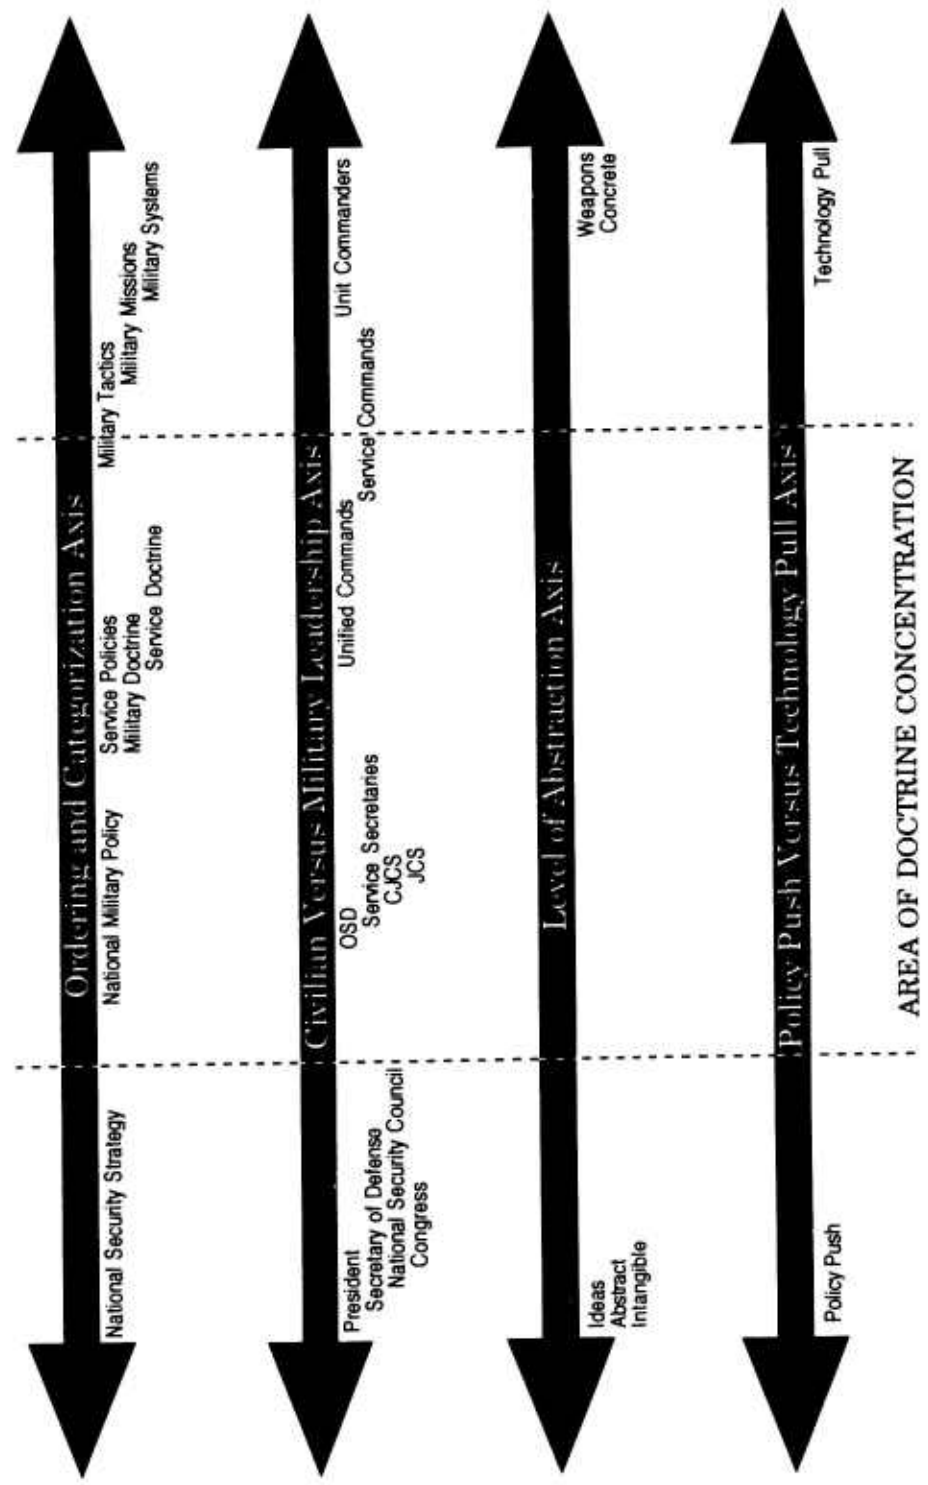 Ordering and Categorization Axis
National Security Strategy
National Military Policy
Service Policies
Military Doctrine
Service Doctrine
Military Tactics
Military Missions
Military Systems
Civilian Versus Military Leadership Axis
President
Secretary of Defense
National Security Council
Congress
OSD
Service Secretaries
CJCS
JCS
Unified Commands
Service Commands
Unit Commanders
Level of Abstraction Axis
Ideas
Abstract
Intangible
Weapons
Concrete
Policy Push Versus Technology Pull Axis
Policy Push
Technology Pull
AREA OF DOCTRINE CONCENTRATION